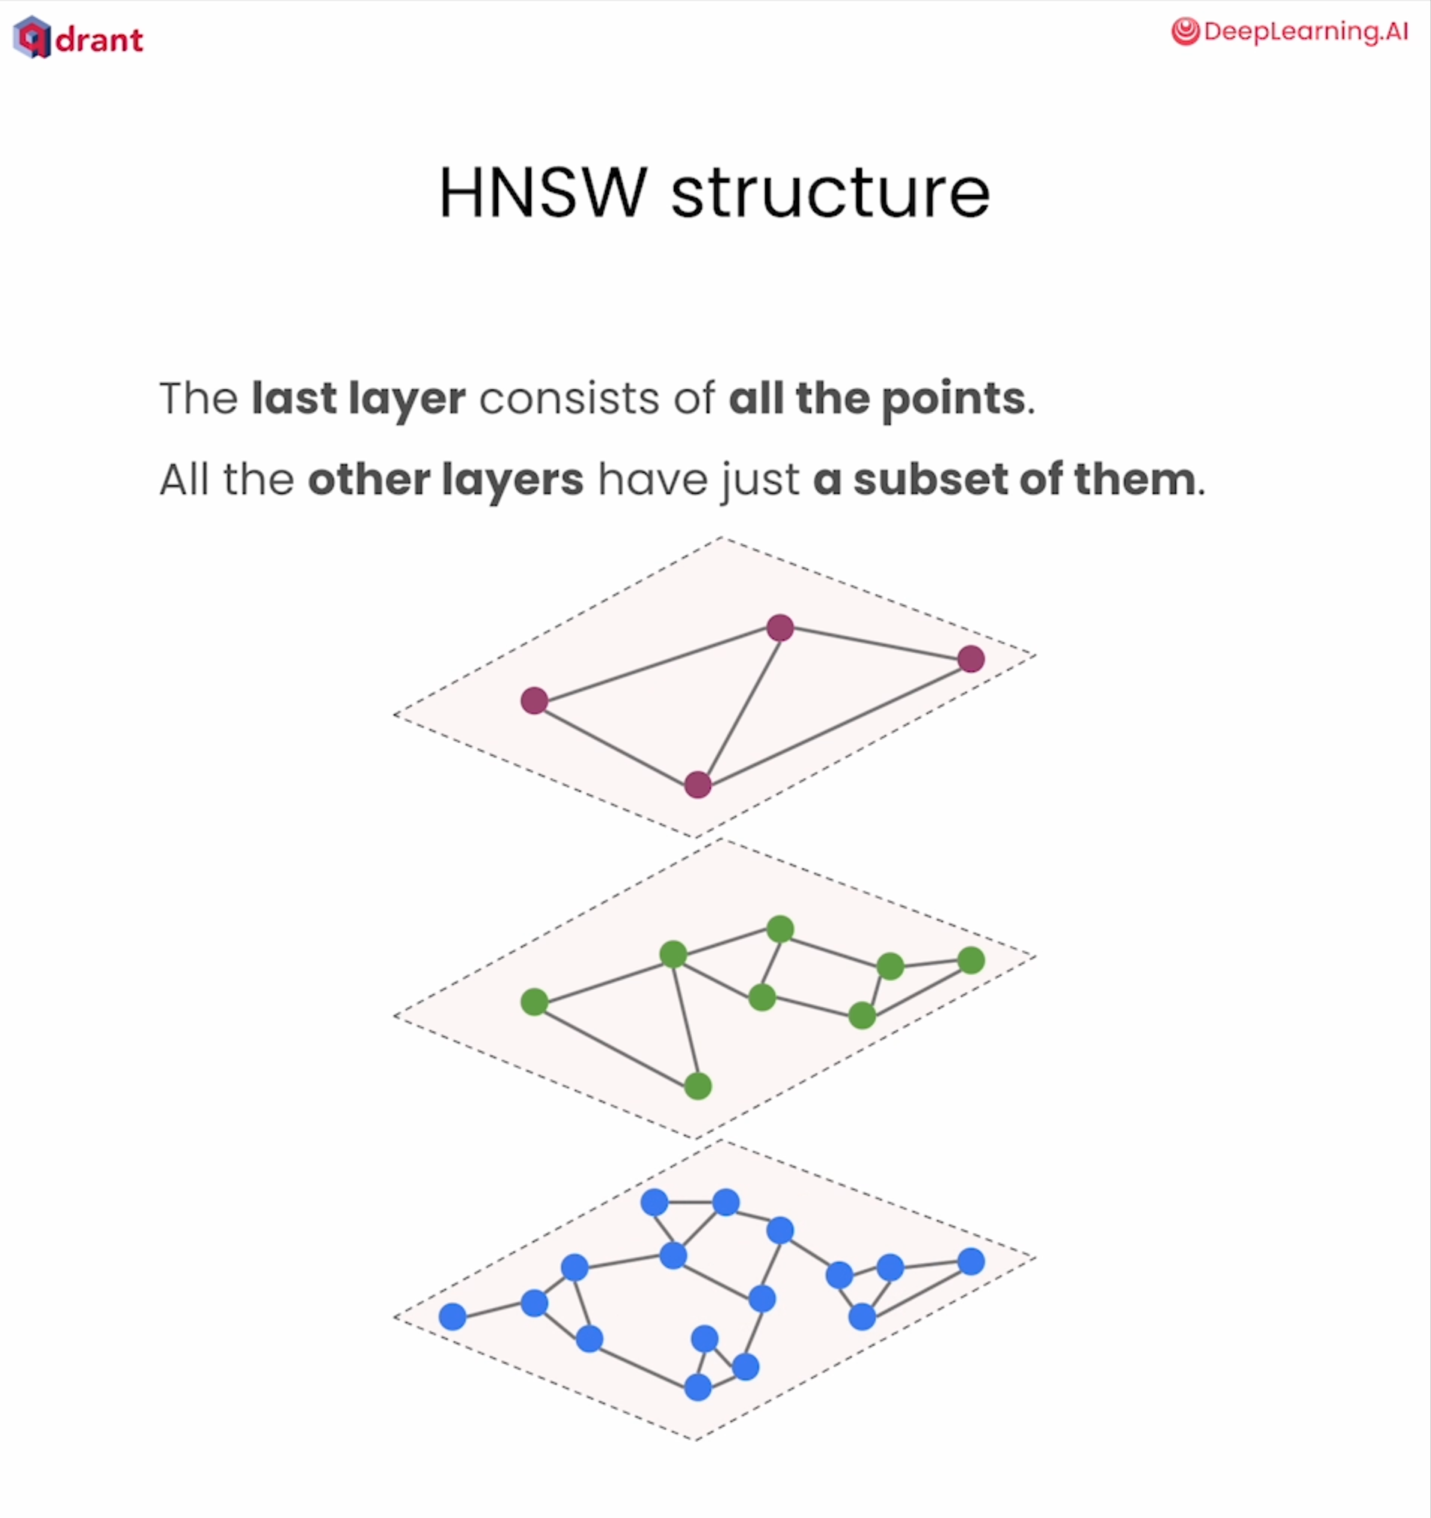 qdrant
DeepLearning.AI
HNSW structure
The last layer consists of all the points.
All the other layers have just a subset of them.